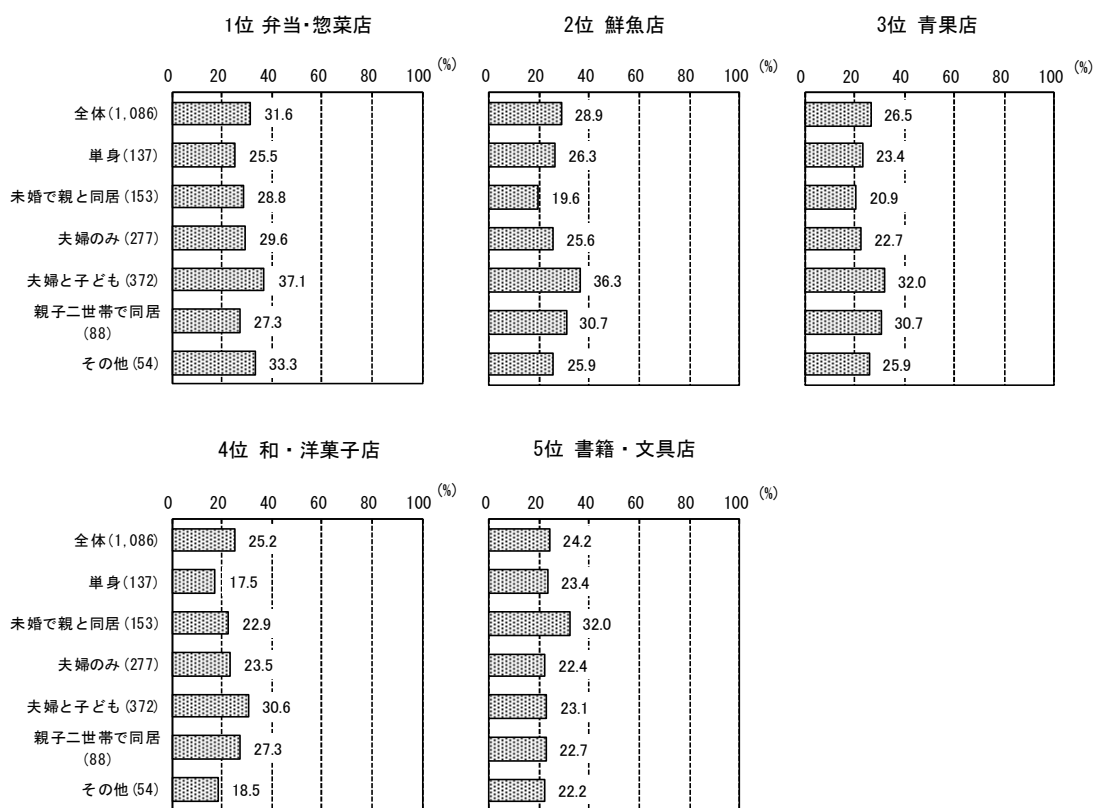 1位 弁当・惣菜店
0 20 40 60 80 100 (%)
全体(1,086) 31.6
単身(137) 25.5
未婚で親と同居(153) 28.8
夫婦のみ(277) 29.6
夫婦と子ども(372) 37.1
親子二世帯で同居
(88) 27.3
その他(54) 33.3
2位 鮮魚店
0 20 40 60 80 100 (%)
28.9
26.3
19.6
25.6
36.3
30.7
25.9
3位 青果店
0 20 40 60 80 100 (%)
26.5
23.4
20.9
22.7
32.0
30.7
25.9
4位 和・洋菓子店
0 20 40 60 80 100 (%)
全体(1,086) 25.2
単身(137) 17.5
未婚で親と同居(153) 22.9
夫婦のみ(277) 23.5
夫婦と子ども(372) 30.6
親子二世帯で同居
(88) 27.3
その他(54) 18.5
5位 書籍・文具店
0 20 40 60 80 100 (%)
24.2
23.4
32.0
22.4
23.1
22.7
22.2